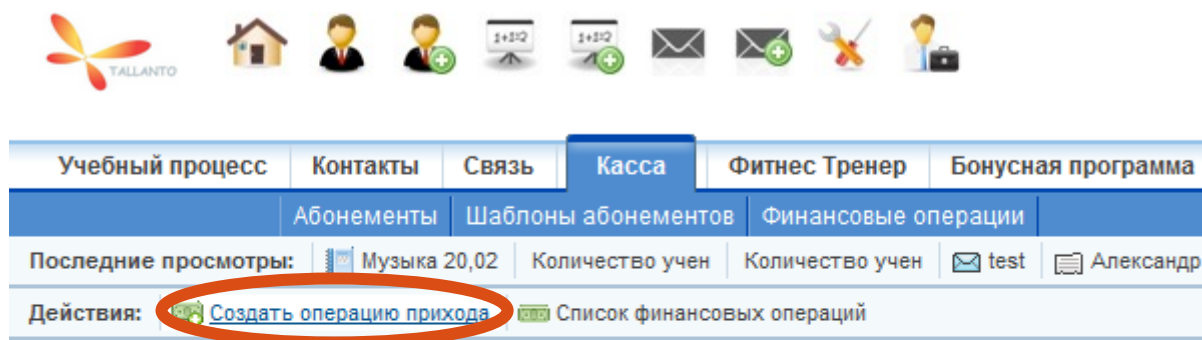 TALLANTO
1+1=2
1+1=2
Учебный процесс Контакты Связь Касса Фитнес Тренер Бонусная программа
Абонементы Шаблоны абонементов Финансовые операции
Последние просмотры: Музыка 20,02 Количество учен Количество учен test Александр
Действия: Создать операцию прихода Список финансовых операций